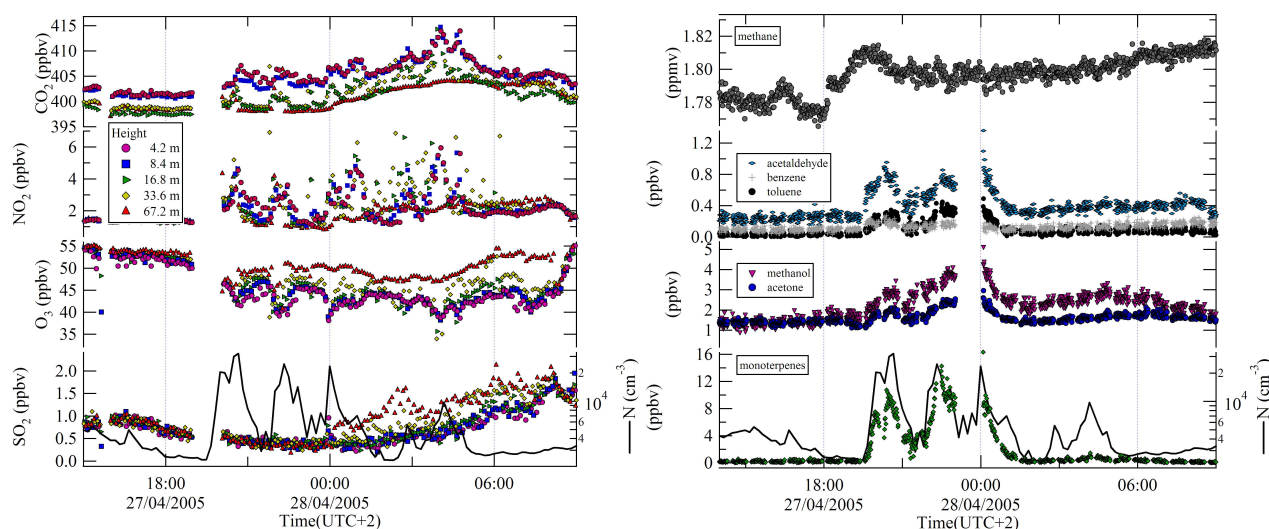 CO2 (ppbv)
415
410
405
400
395
NO2 (ppbv)
6
4
2
Height
4.2 m
8.4 m
16.8 m
33.6 m
67.2 m
O3 (ppbv)
55
50
45
40
35
SO2 (ppbv)
2.0
1.5
1.0
0.5
0.0
2
10^4
6
4
N (cm-3)
18:00
27/04/2005
00:00
28/04/2005
06:00
Time(UTC+2)
(ppmv)
1.82
1.80
1.78
methane
(ppbv)
1.2
0.8
0.4
0.0
acetaldehyde
benzene
toluene
(ppbv)
5
4
3
2
1
methanol
acetone
(ppbv)
16
12
8
4
0
monoterpenes
2
10^4
6
4
N (cm-3)
18:00
27/04/2005
00:00
28/04/2005
06:00
Time(UTC+2)